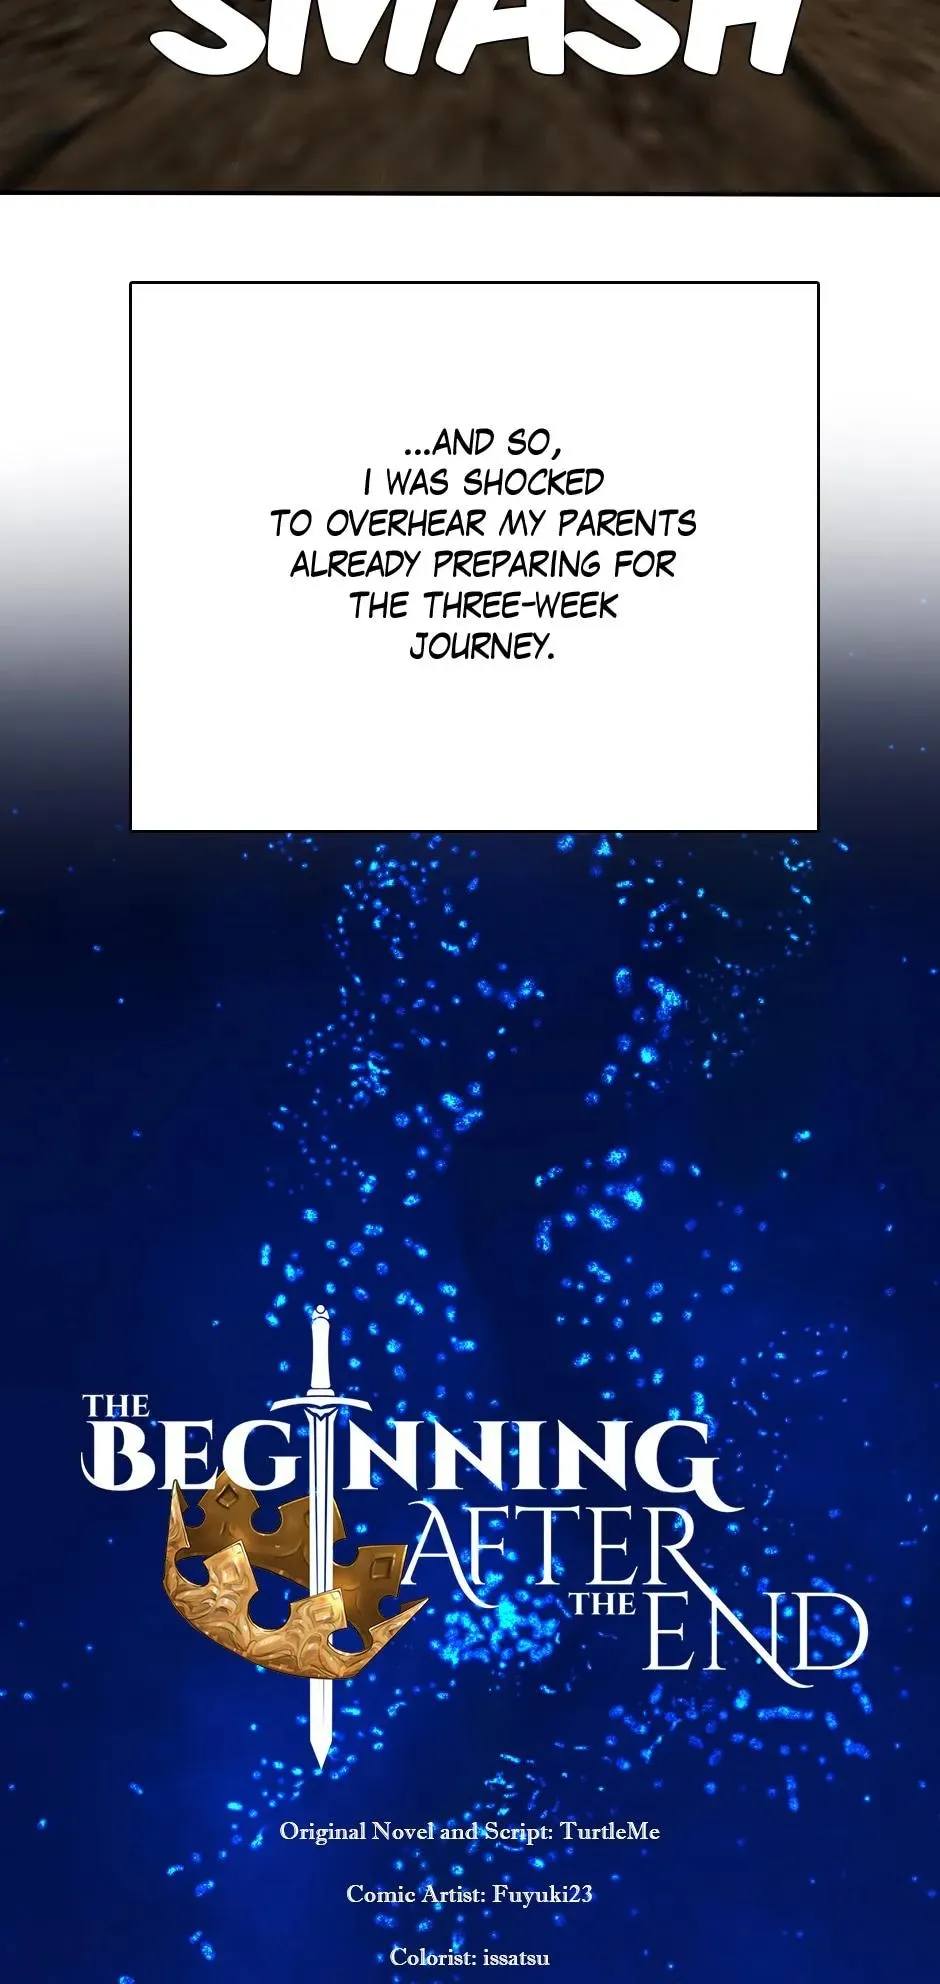 SMASH
...AND SO,
I WAS SHOCKED
TO OVERHEAR MY PARENTS
ALREADY PREPARING FOR
THE THREE-WEEK
JOURNEY.
THE
BEGINNING
AFTER
THE END
Original Novel and Script: TurtleMe
Comic Artist: Fuyuki23
Colorist: issatsu